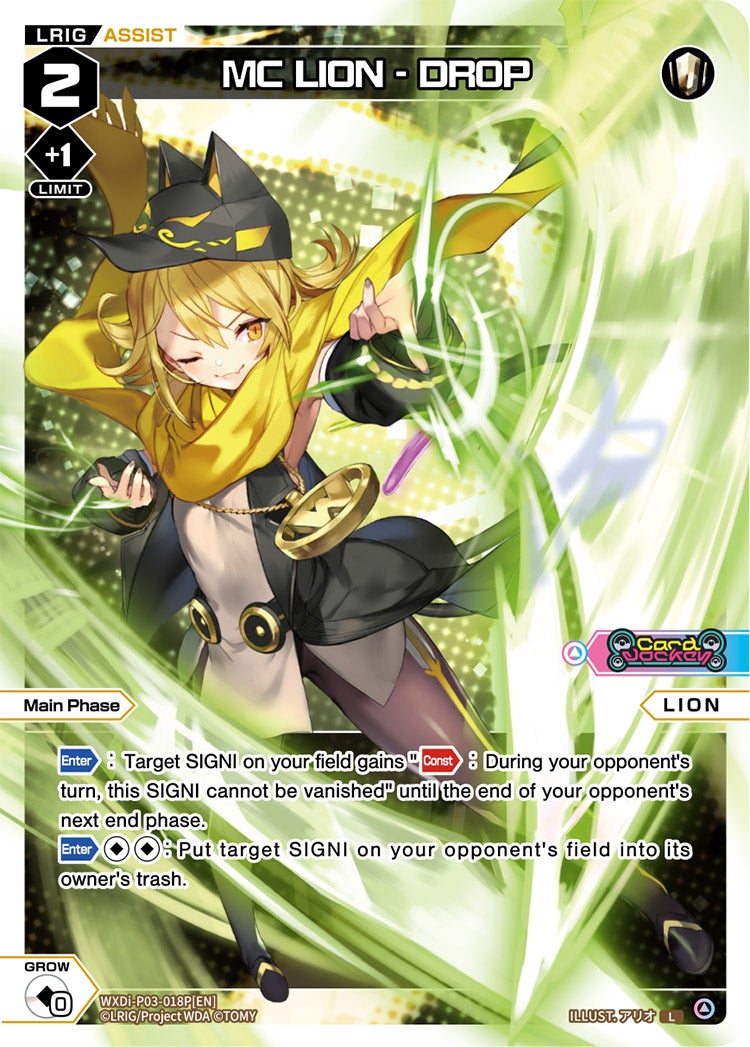 LRIG ASSIST
2
MC LION - DROP
+1
LIMIT
Card
Jockey
Main Phase
LION
Enter : Target SIGNI on your field gains " Const : During your opponent's
turn, this SIGNI cannot be vanished" until the end of your opponent's
next end phase.
Enter : Put target SIGNI on your opponent's field into its
owner's trash.
GROW
0
WXDi-P03-018P[EN]
©LRIG/Project WDA ©TOMY
ILLUST. アリオ L